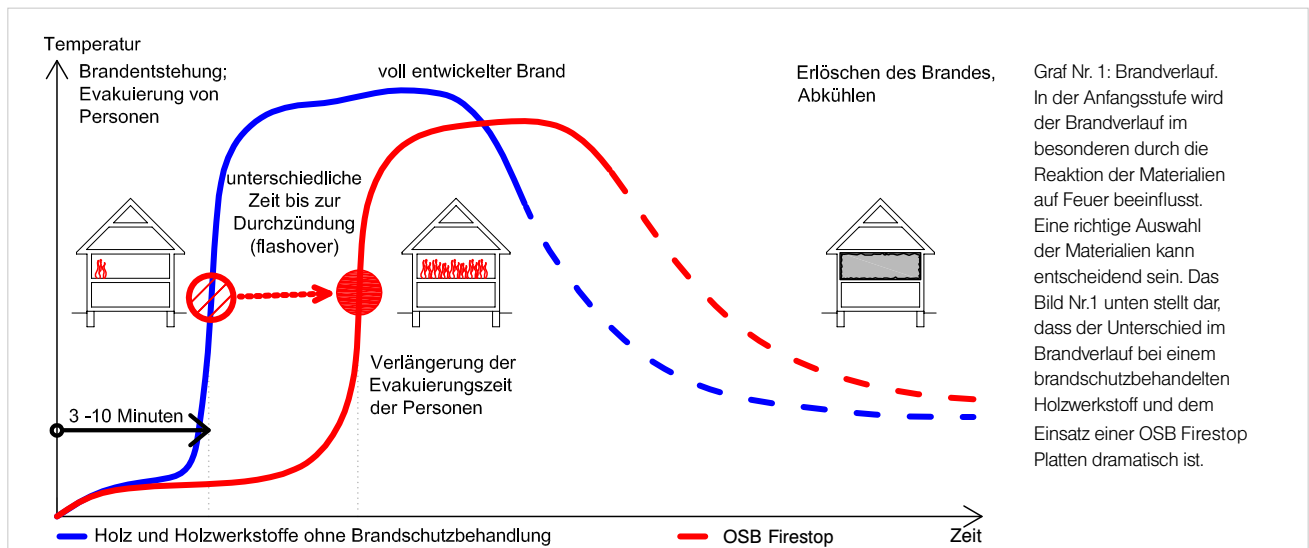 Temperatur
Brandentstehung;
Evakuierung von
Personen
voll entwickelter Brand
Erlöschen des Brandes,
Abkühlen
unterschiedliche
Zeit bis zur
Durchzündung
(flashover)
Verlängerung der
Evakuierungszeit
der Personen
3 -10 Minuten
Holz und Holzwerkstoffe ohne Brandschutzbehandlung
OSB Firestop
Zeit
Graf Nr. 1: Brandverlauf.
In der Anfangsstufe wird
der Brandverlauf im
besonderen durch die
Reaktion der Materialien
auf Feuer beeinflusst.
Eine richtige Auswahl
der Materialien kann
entscheidend sein. Das
Bild Nr.1 unten stellt dar,
dass der Unterschied im
Brandverlauf bei einem
brandschutzbehandelten
Holzwerkstoff und dem
Einsatz einer OSB Firestop
Platten dramatisch ist.